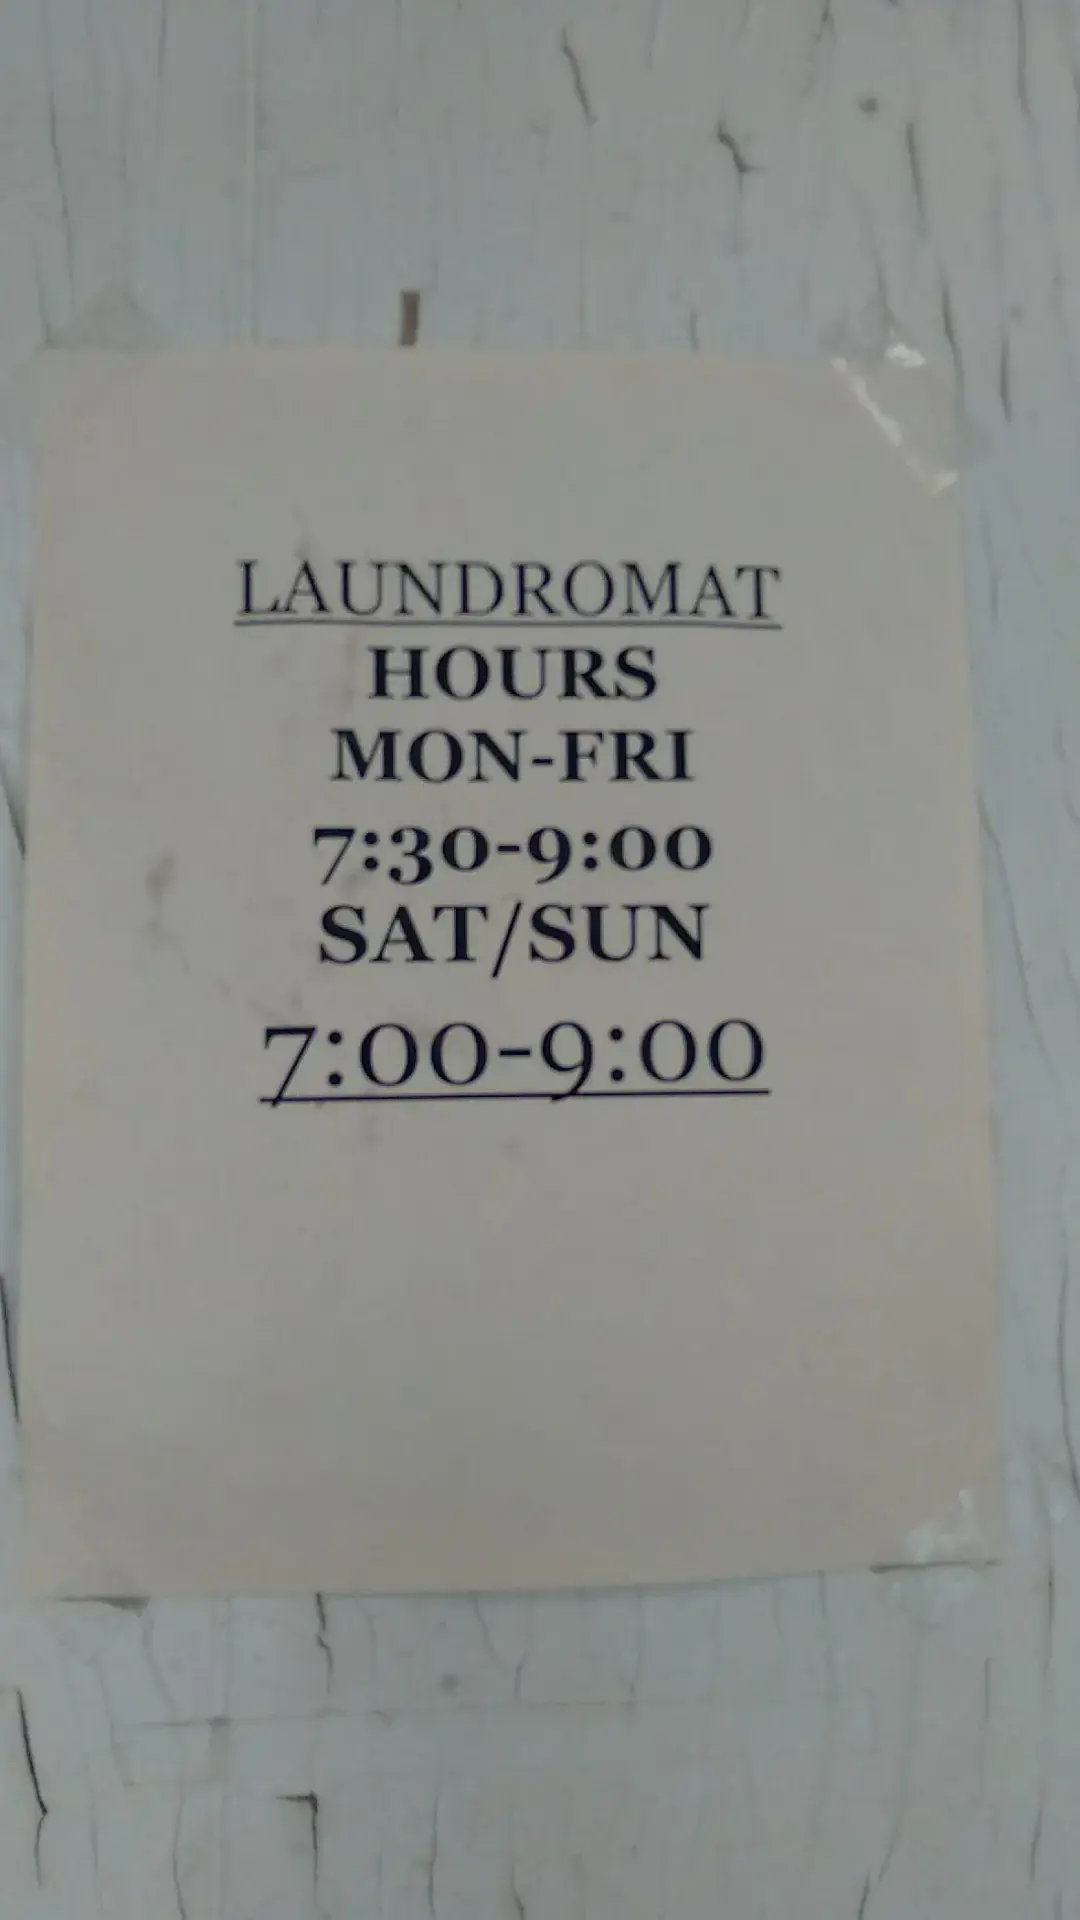 LAUNDROMAT
HOURS
MON-FRI
7:30-9:00
SAT/SUN
7:00-9:00